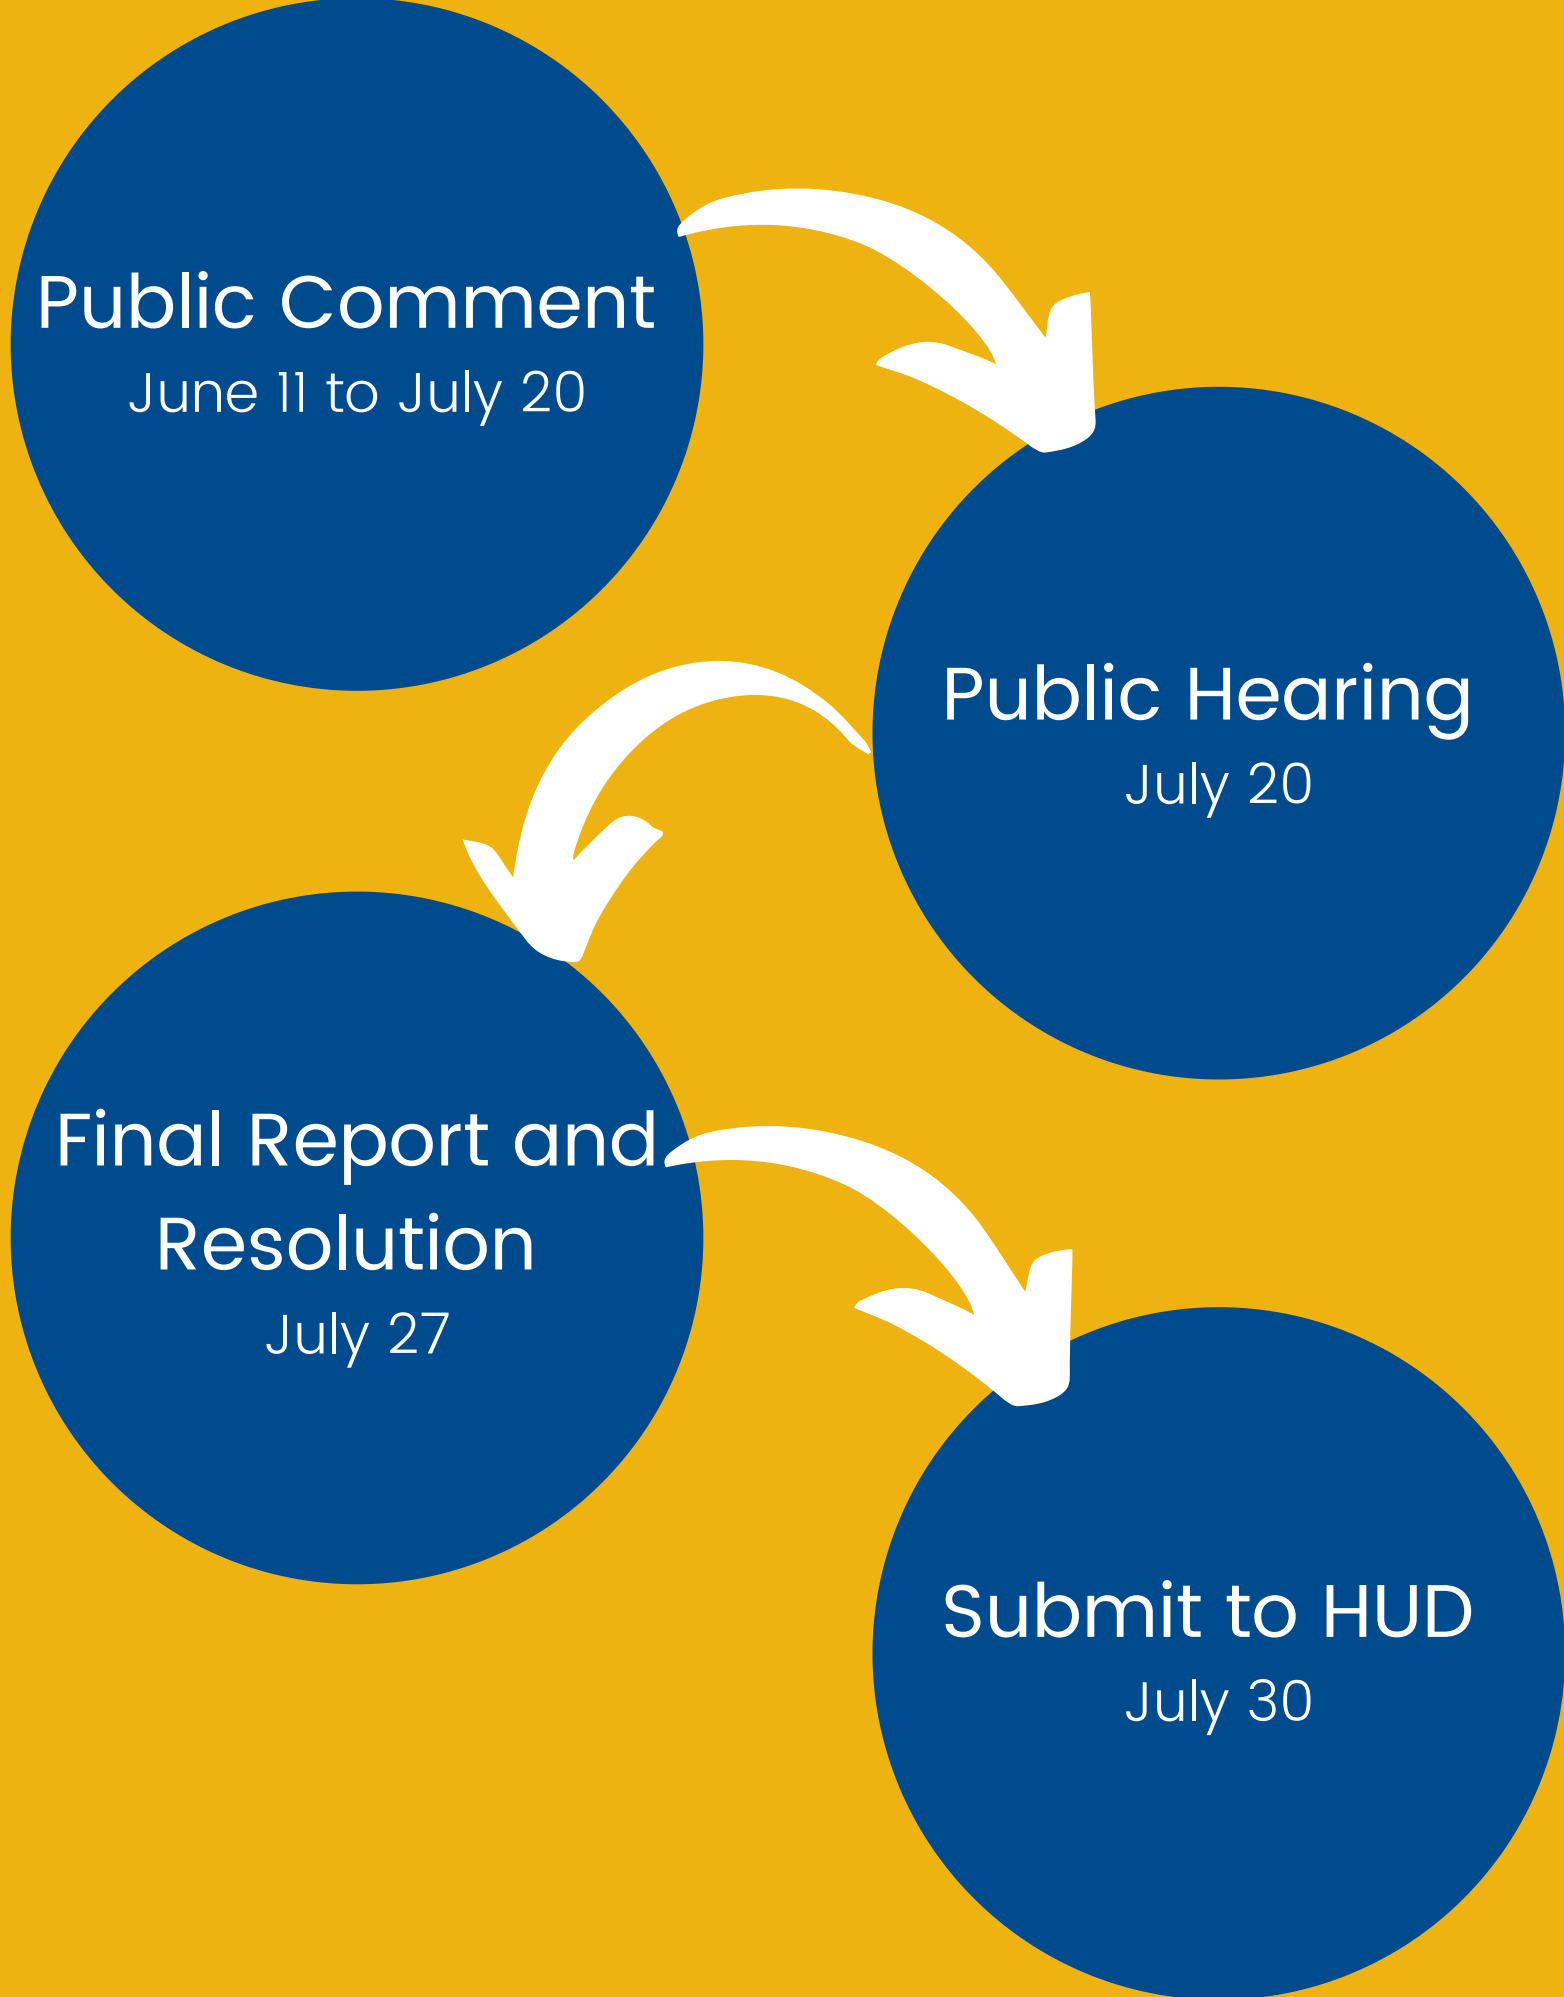 Public Comment
June 11 to July 20
Public Hearing
July 20
Final Report and
Resolution
July 27
Submit to HUD
July 30